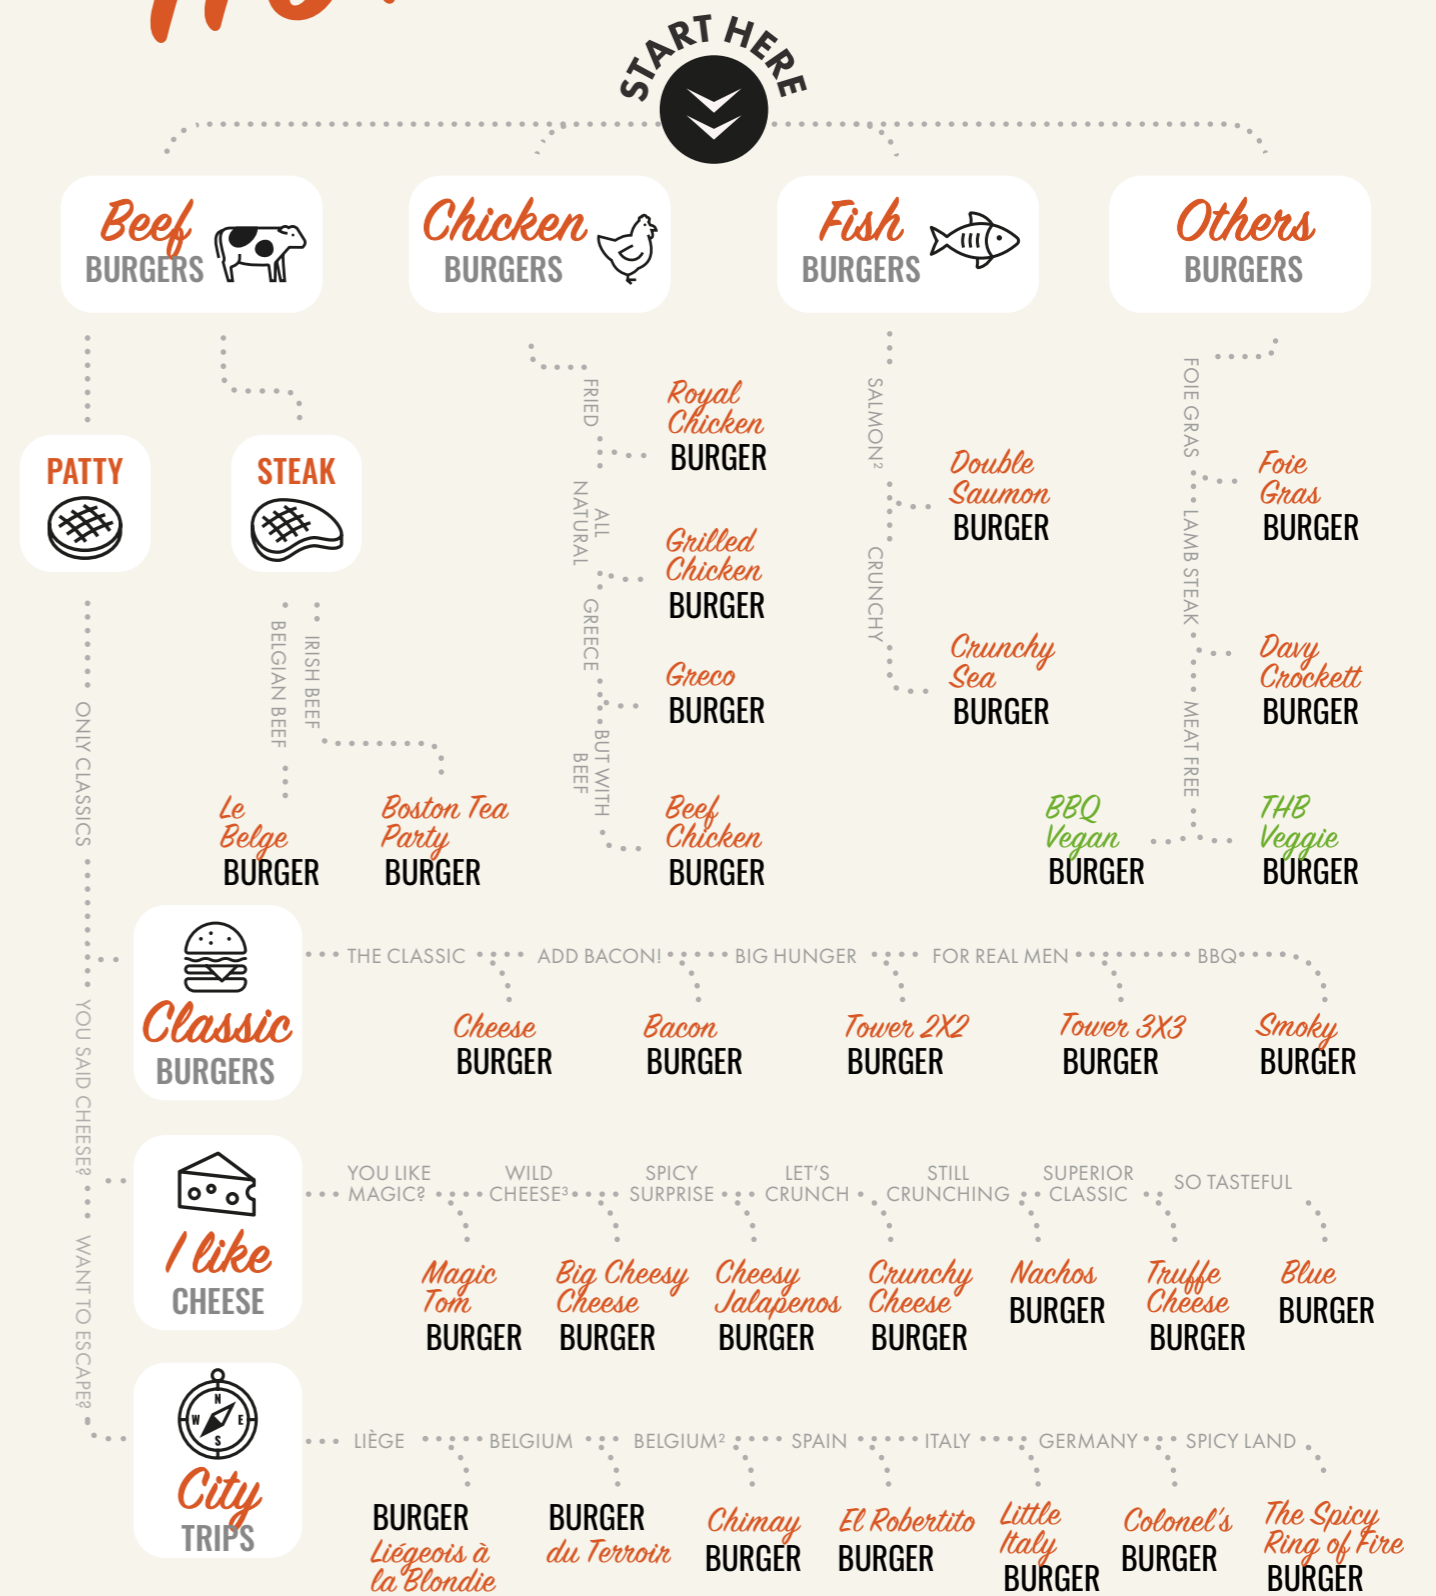 START HERE
Beef
BURGERS
Chicken
BURGERS
Fish
BURGERS
Others
BURGERS
PATTY
STEAK
ONLY CLASSICS
YOU SAID CHEESE?
WANT TO ESCAPE?
BELGIAN BEEF
IRISH BEEF
Le
Belge
BURGER
Boston Tea
Party
BURGER
FRIED
Royal
Chicken
BURGER
ALL
NATURAL
Grilled
Chicken
BURGER
GREECE
Greco
BURGER
BUT WITH
BEEF
Beef
Chicken
BURGER
SALMON²
Double
Saumon
BURGER
CRUNCHY
Crunchy
Sea
BURGER
FOIE GRAS
Foie
Gras
BURGER
LAMB STEAK
Davy
Crockett
BURGER
MEAT FREE
BBQ
Vegan
BURGER
THB
Veggie
BURGER
Classic
BURGERS
THE CLASSIC
ADD BACON!
BIG HUNGER
FOR REAL MEN
BBQ
Cheese
BURGER
Bacon
BURGER
Tower 2X2
BURGER
Tower 3X3
BURGER
Smoky
BURGER
I like
CHEESE
YOU LIKE
MAGIC?
WILD
CHEESE³
SPICY
SURPRISE
LET'S
CRUNCH
STILL
CRUNCHING
SUPERIOR
CLASSIC
SO TASTEFUL
Magic
Tom
BURGER
Big Cheesy
Cheese
BURGER
Cheesy
Jalapenos
BURGER
Crunchy
Cheese
BURGER
Nachos
BURGER
Truffe
Cheese
BURGER
Blue
BURGER
N
W
E
S
City
TRIPS
LIÈGE
BELGIUM
BELGIUM²
SPAIN
ITALY
GERMANY
SPICY LAND
BURGER
Liégeois à
la Blondie
BURGER
du Terroir
Chimay
BURGER
El Robertito
BURGER
Little
Italy
BURGER
Colonel's
BURGER
The Spicy
Ring of Fire
BURGER